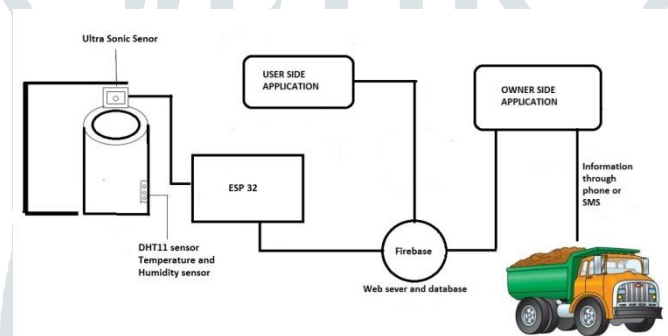 Ultra Sonic Senor
USER SIDE
APPLICATION
OWNER SIDE
APPLICATION
ESP 32
Information
through
phone or
SMS
DHT11 sensor
Temperature and
Humidity sensor
Firebase
Web sever and database